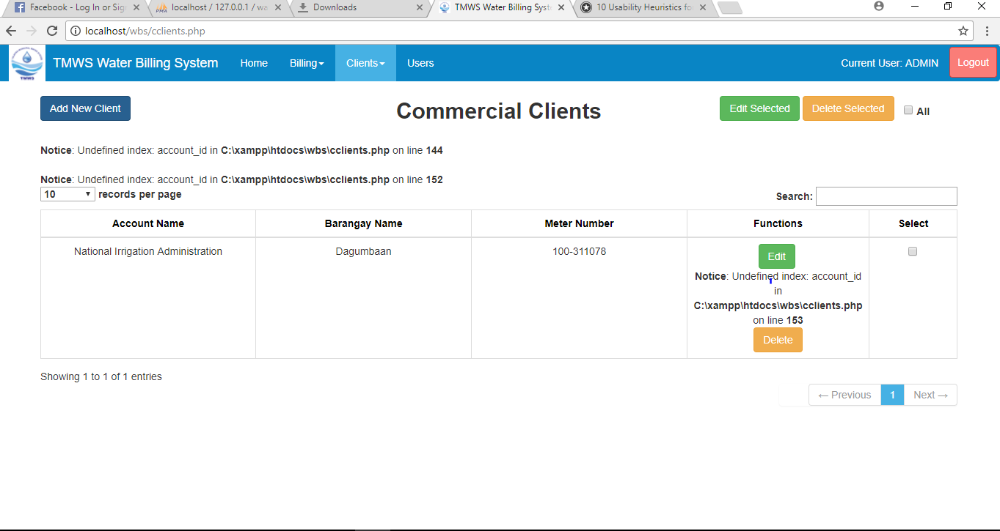 Facebook - Log In or Sig
localhost / 127.0.0.1 / wa
Downloads
TMWS Water Billing Syst
10 Usability Heuristics fo
localhost/wbs/cclients.php
TMWS
TMWS Water Billing System
Home
Billing
Clients
Users
Current User: ADMIN
Logout
Add New Client
Commercial Clients
Edit Selected
Delete Selected
All
Notice: Undefined index: account_id in C:\xampp\htdocs\wbs\cclients.php on line 144
Notice: Undefined index: account_id in C:\xampp\htdocs\wbs\cclients.php on line 152
10 records per page
Search:
Account Name
Barangay Name
Meter Number
Functions
Select
National Irrigation Administration
Dagumbaan
100-311078
Edit
Notice: Undefined index: account_id
in
C:\xampp\htdocs\wbs\cclients.php
on line 153
Delete
Showing 1 to 1 of 1 entries
← Previous
1
Next →